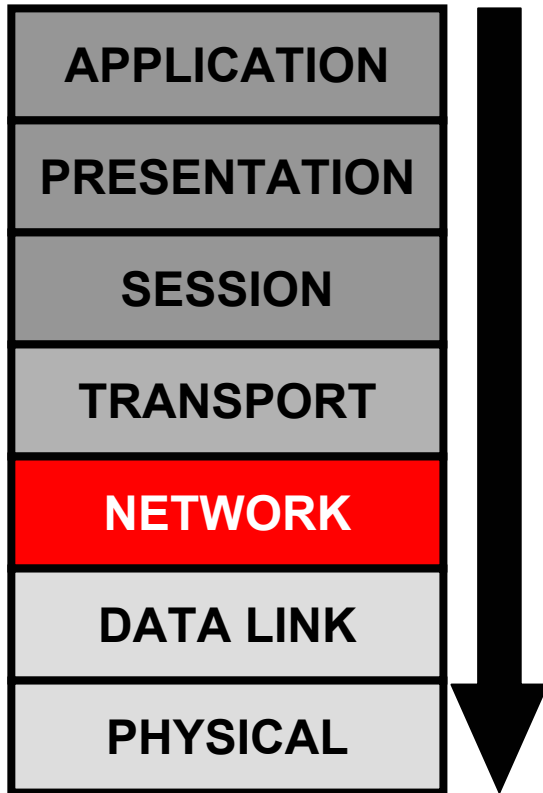 APPLICATION
PRESENTATION
SESSION
TRANSPORT
NETWORK
DATA LINK
PHYSICAL